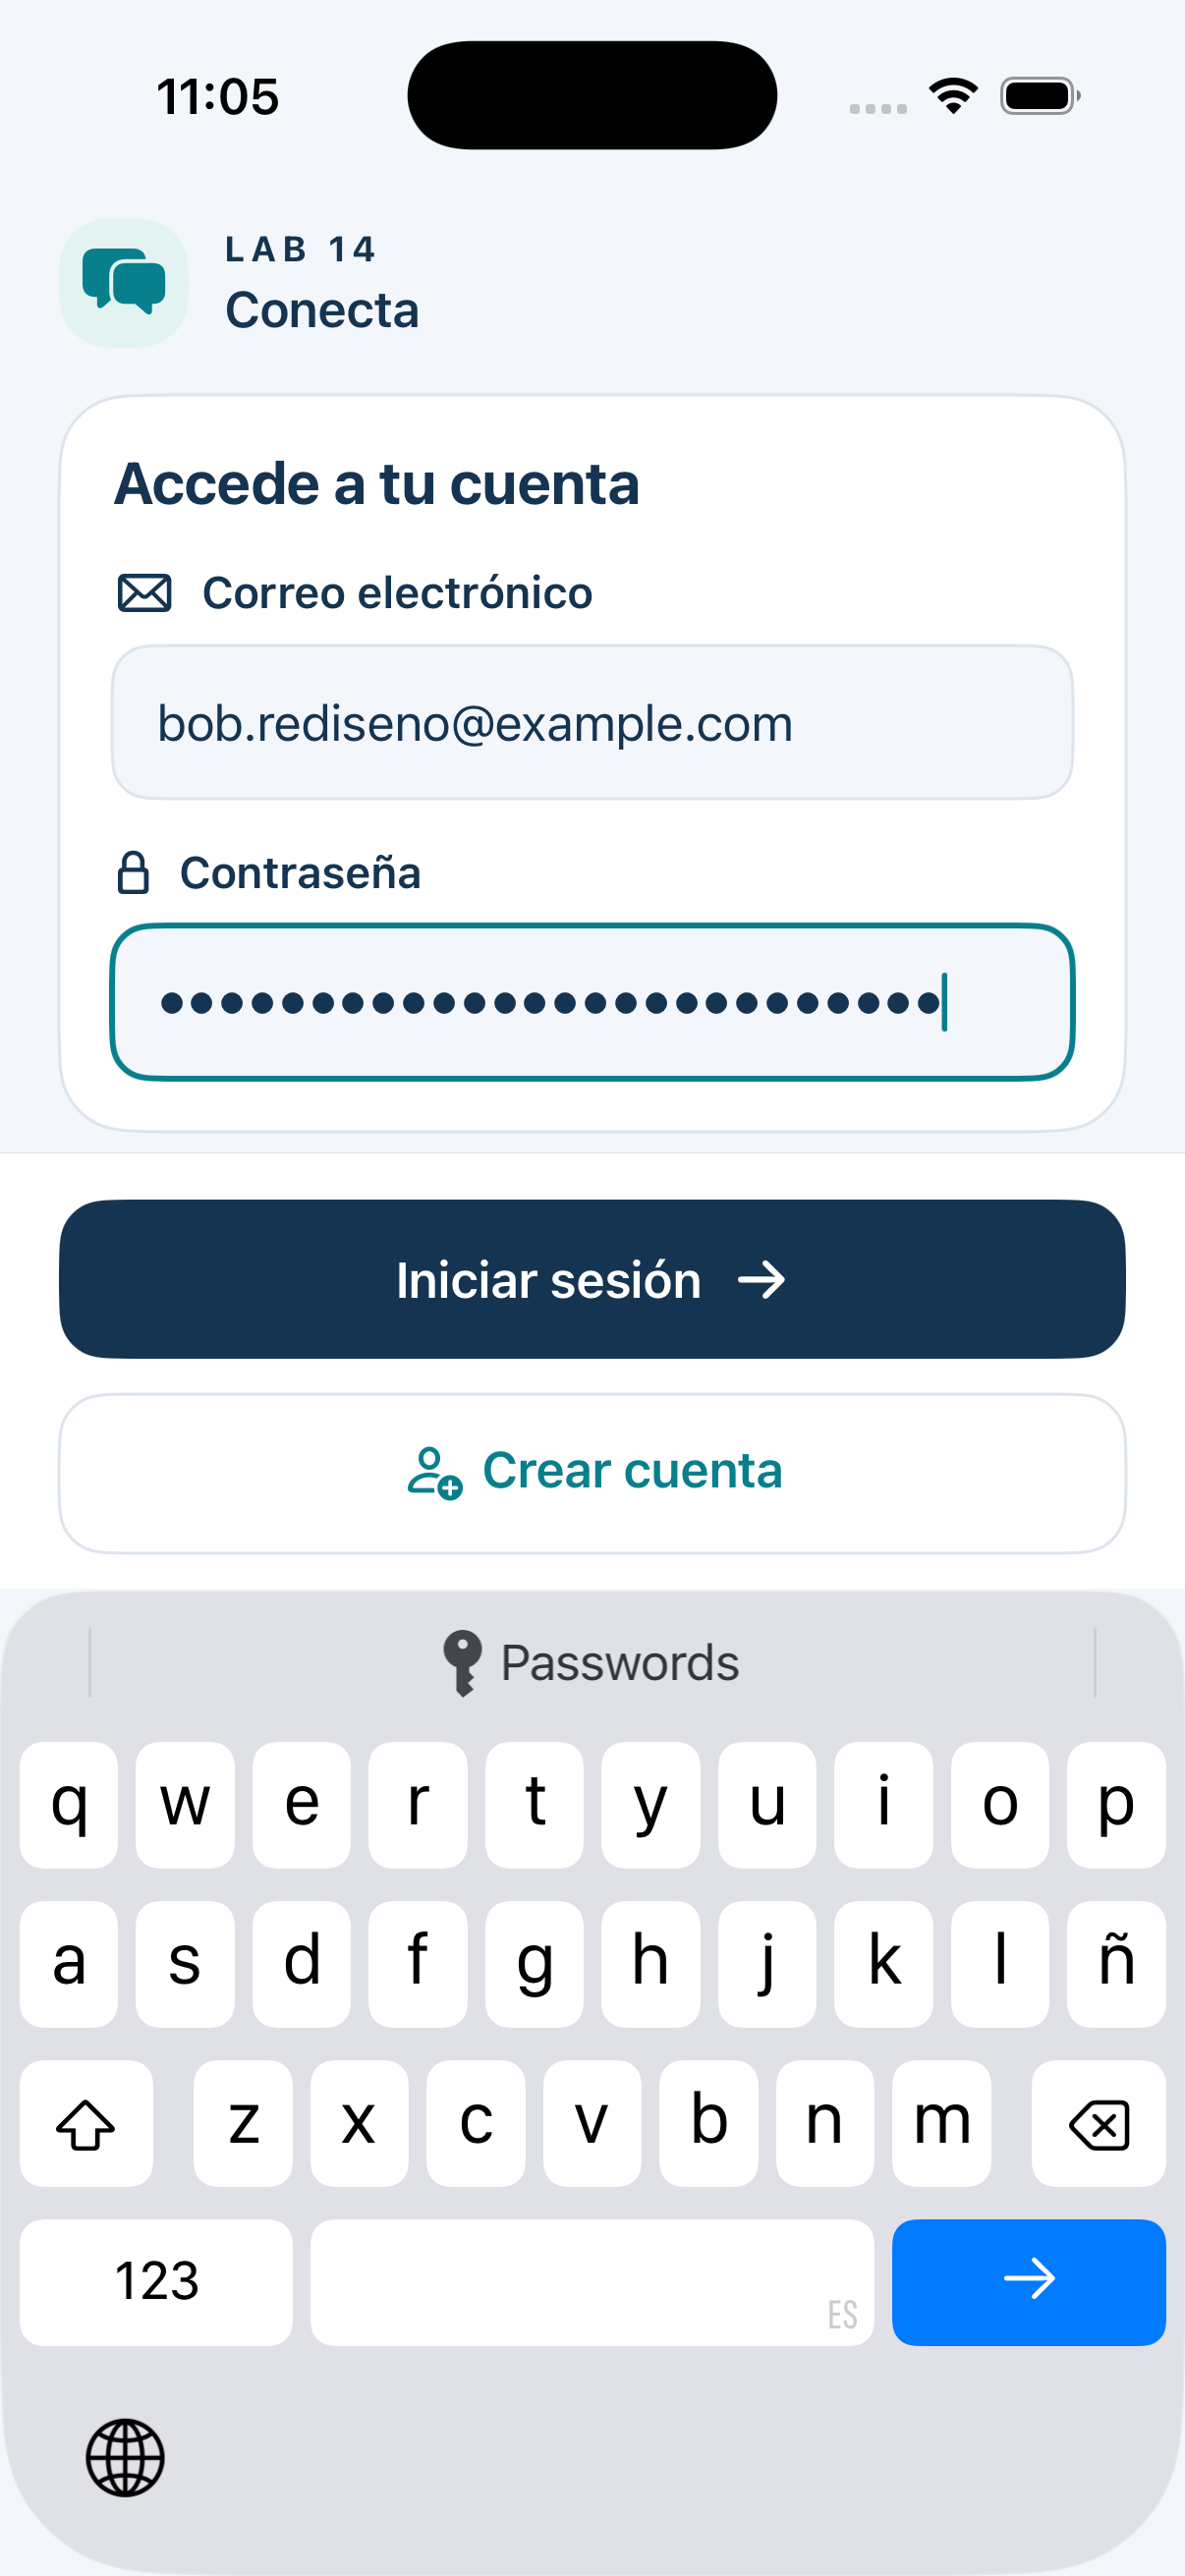 11:05
LAB 14
Conecta
Accede a tu cuenta
Correo electrónico
bob.rediseno@example.com
Contraseña
Iniciar sesión
Crear cuenta
Passwords
q w e r t y u i o p
a s d f g h j k l ñ
z x c v b n m
123
ES